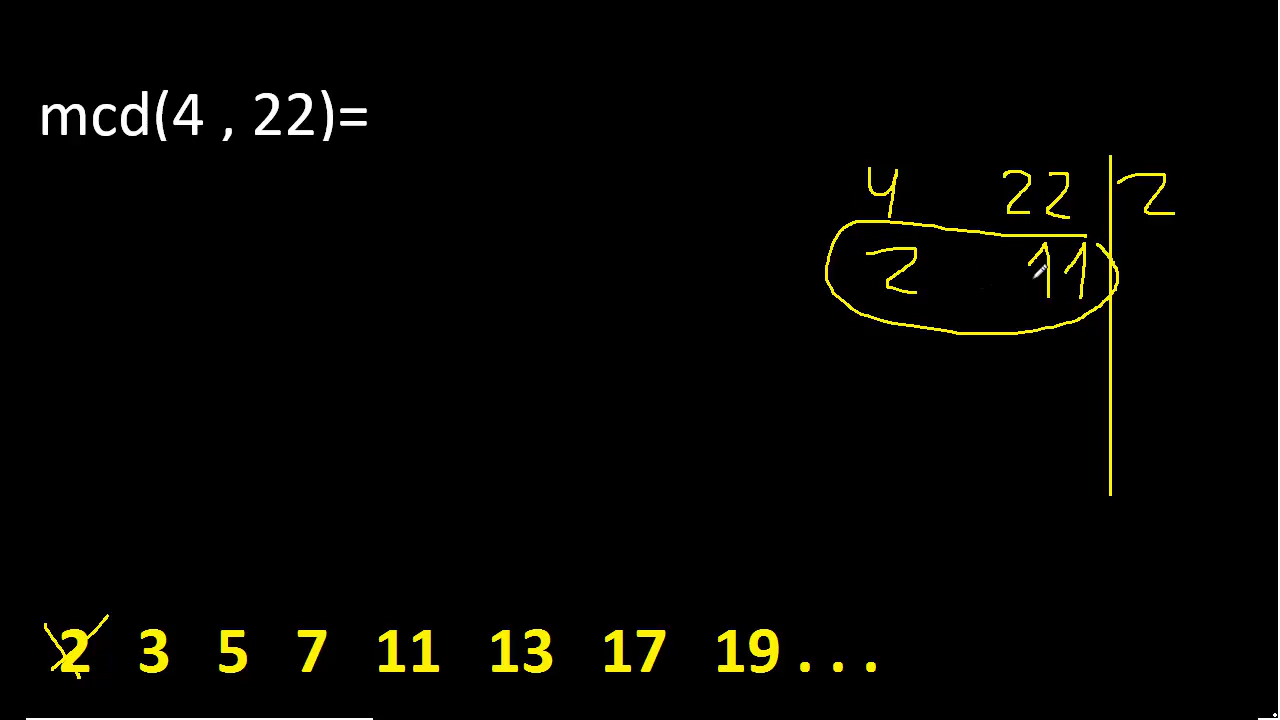 mcd(4 , 22)=
4 22 2
2 11
2 3 5 7 11 13 17 19 . . .